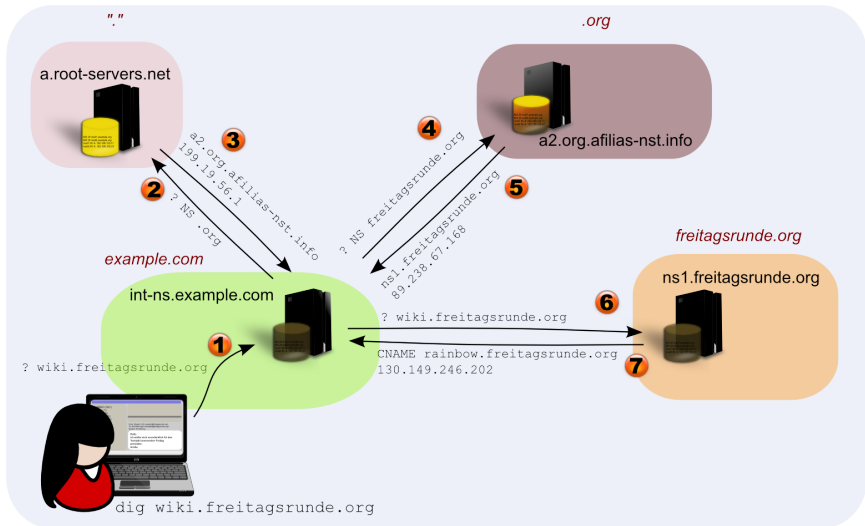 "."
.org
a.root-servers.net
a2.org.afilias-nst.info
3
a2.org.afilias-nst.info
199.19.56.1
2
? NS .org
4
? NS freitagsrunde.org
5
ns1.freitagsrunde.org
89.238.67.168
example.com
int-ns.example.com
freitagsrunde.org
ns1.freitagsrunde.org
6
? wiki.freitagsrunde.org
7
CNAME rainbow.freitagsrunde.org
130.149.246.202
1
? wiki.freitagsrunde.org
dig wiki.freitagsrunde.org